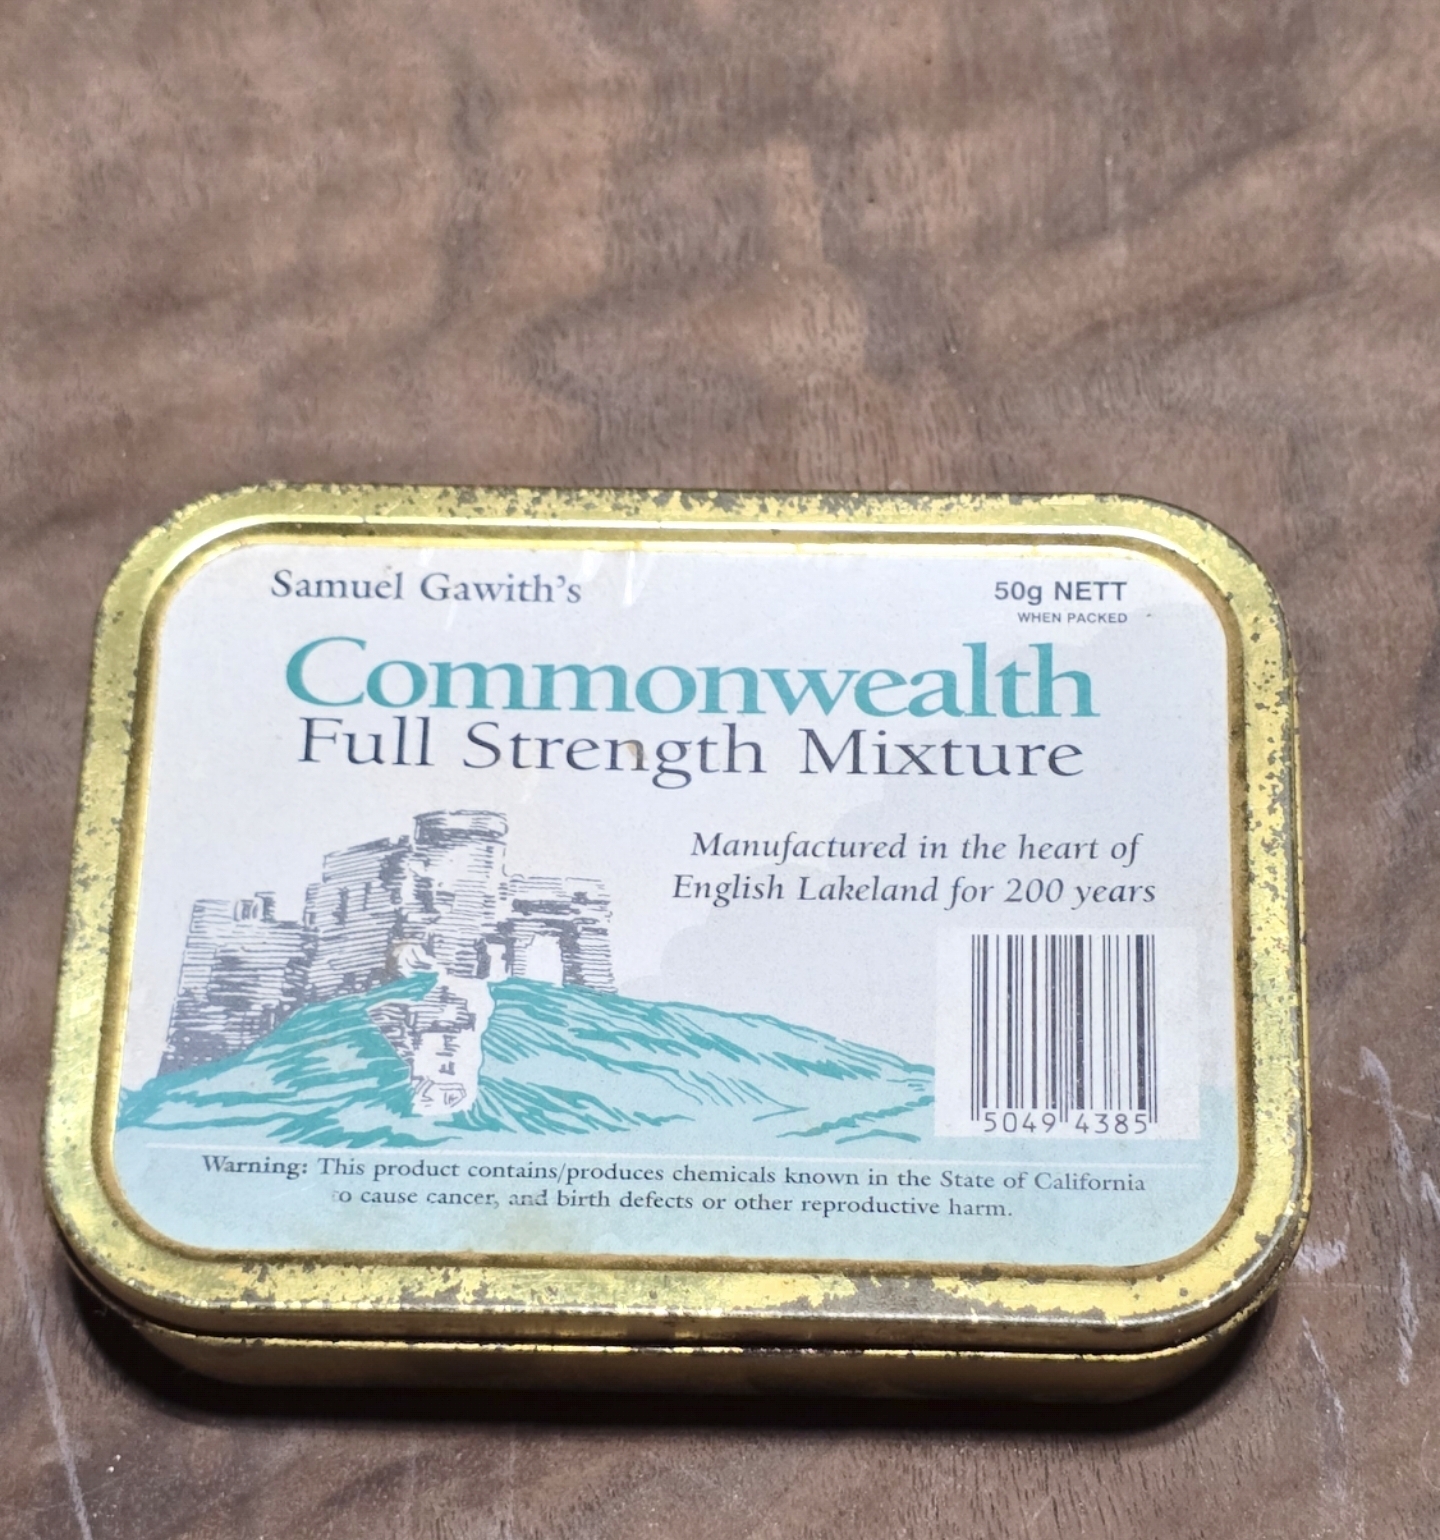 Samuel Gawith's
50g NETT
WHEN PACKED
Commonwealth
Full Strength Mixture
Manufactured in the heart of
English Lakeland for 200 years
5049 4385
Warning: This product contains/produces chemicals known in the State of California
to cause cancer, and birth defects or other reproductive harm.